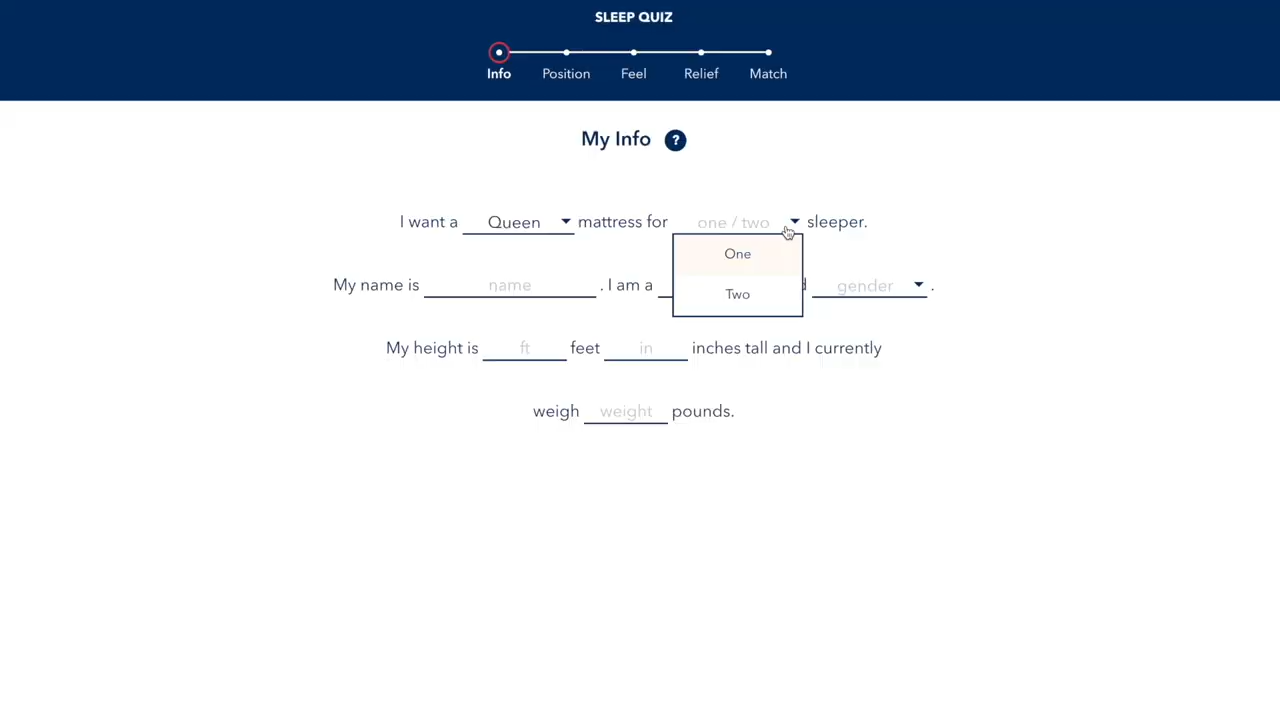 SLEEP QUIZ
Info Position Feel Relief Match
My Info ?
I want a Queen mattress for one / two sleeper.
One
My name is name . I am a gender .
Two
My height is ft feet in inches tall and I currently
weigh weight pounds.